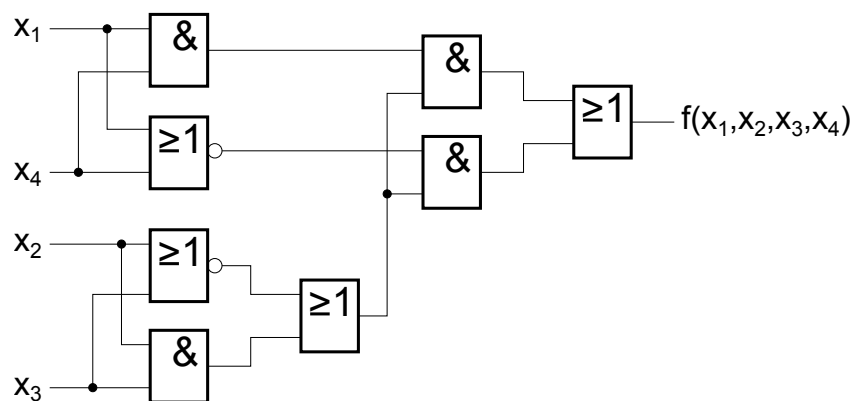 x₁
&
&
≥1
f(x₁,x₂,x₃,x₄)
≥1
x₄
&
x₂
≥1
≥1
&
x₃